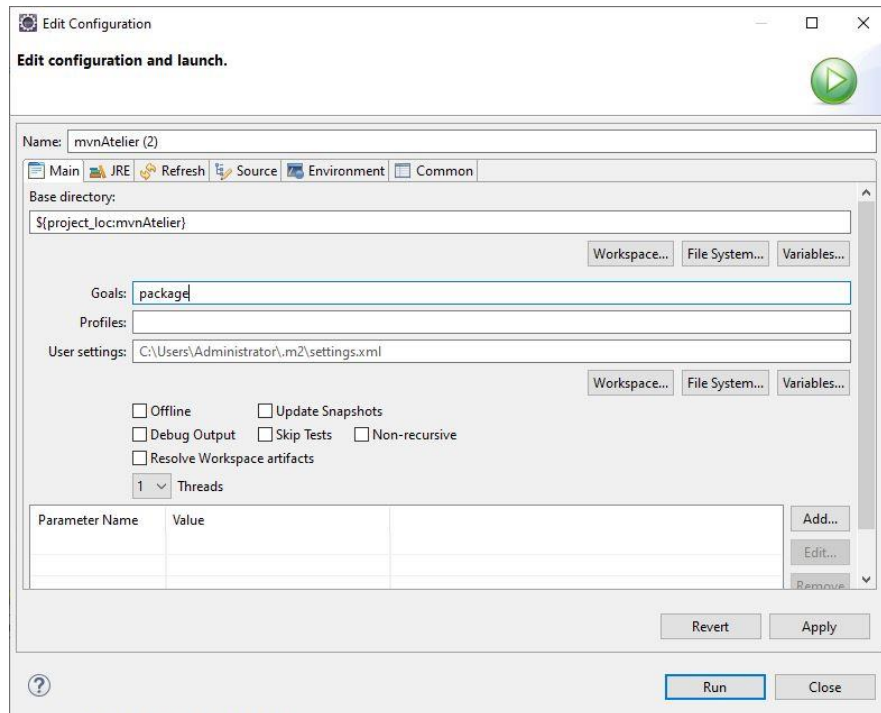 Edit Configuration
Edit configuration and launch.
Name: mvnAtelier (2)
Main JRE Refresh Source Environment Common
Base directory:
${project_loc:mvnAtelier}
Workspace... File System... Variables...
Goals: package
Profiles:
User settings: C:\Users\Administrator\.m2\settings.xml
Workspace... File System... Variables...
Offline Update Snapshots
Debug Output Skip Tests Non-recursive
Resolve Workspace artifacts
1 Threads
Parameter Name Value Add...
Edit...
Remove
Revert Apply
? Run Close